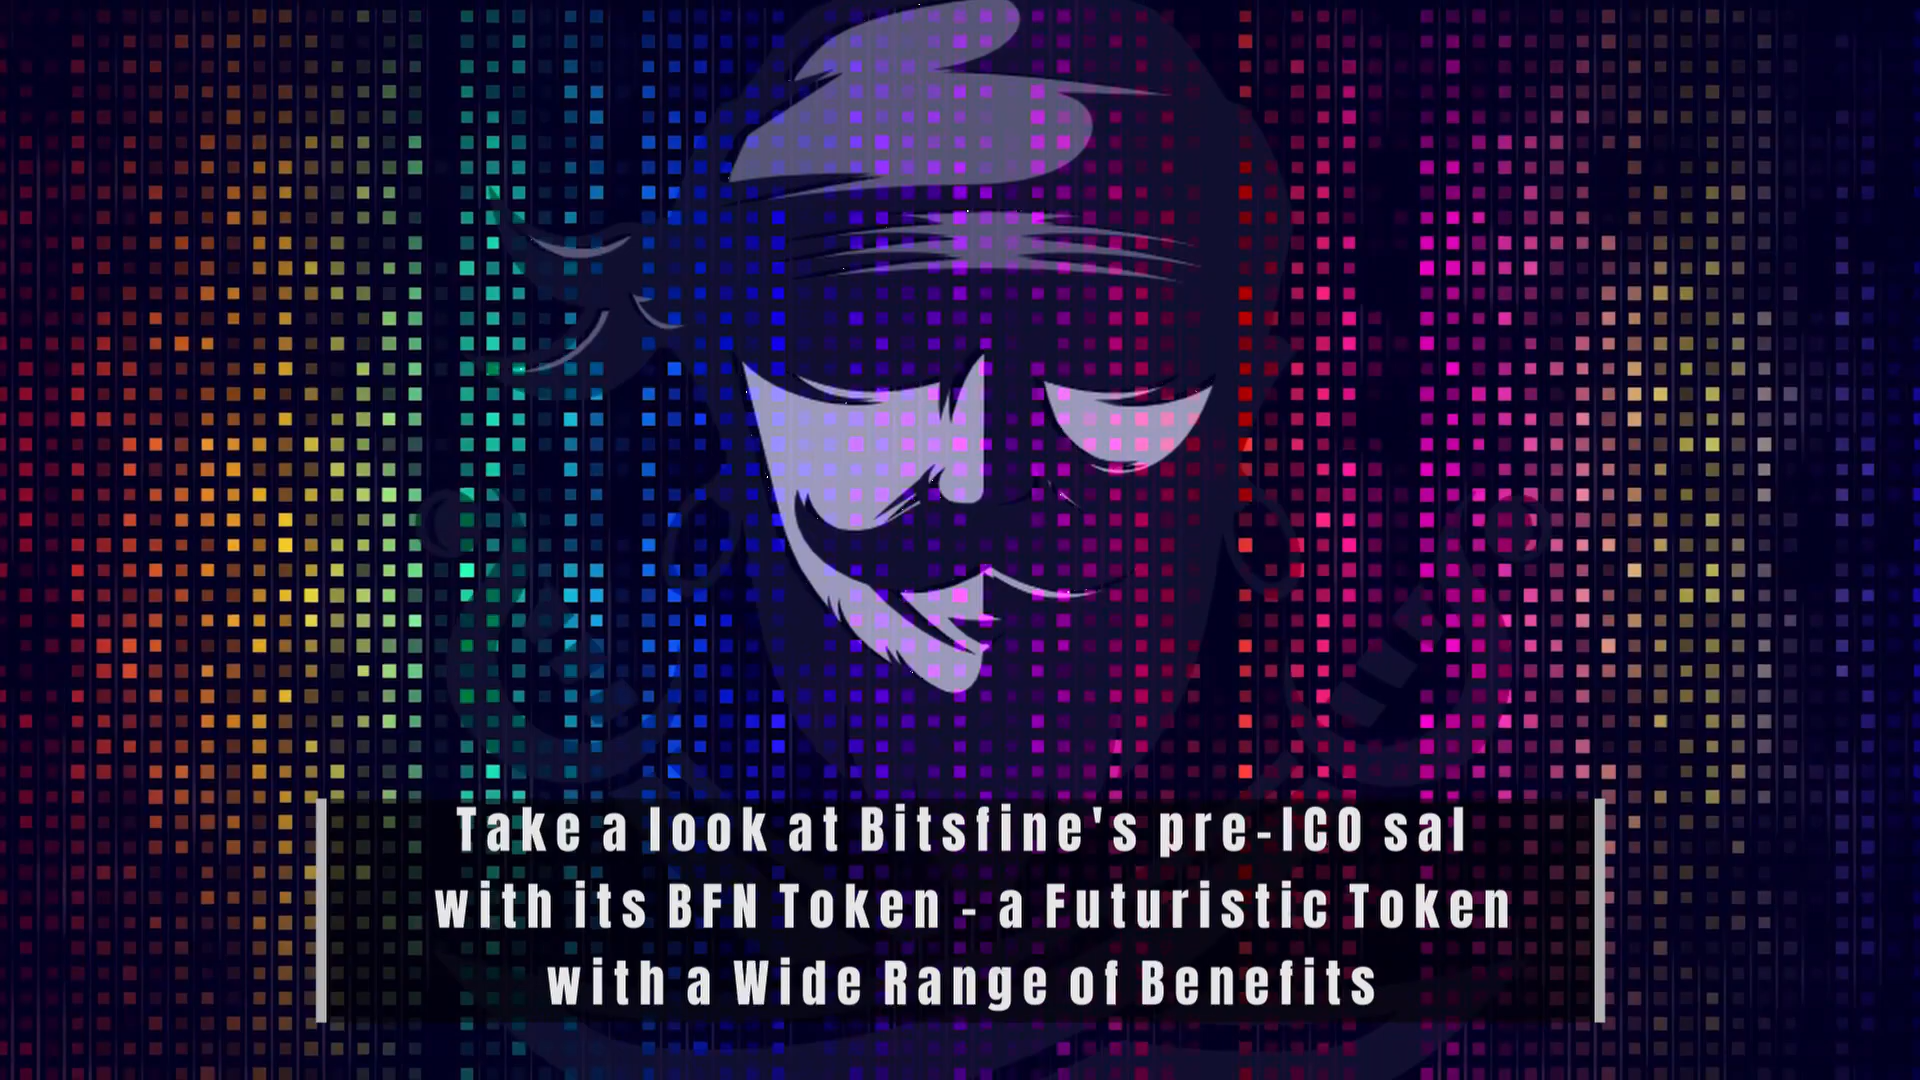 Take a look at Bitsfine's pre-ICO sal
with its BFN Token - a Futuristic Token
with a Wide Range of Benefits